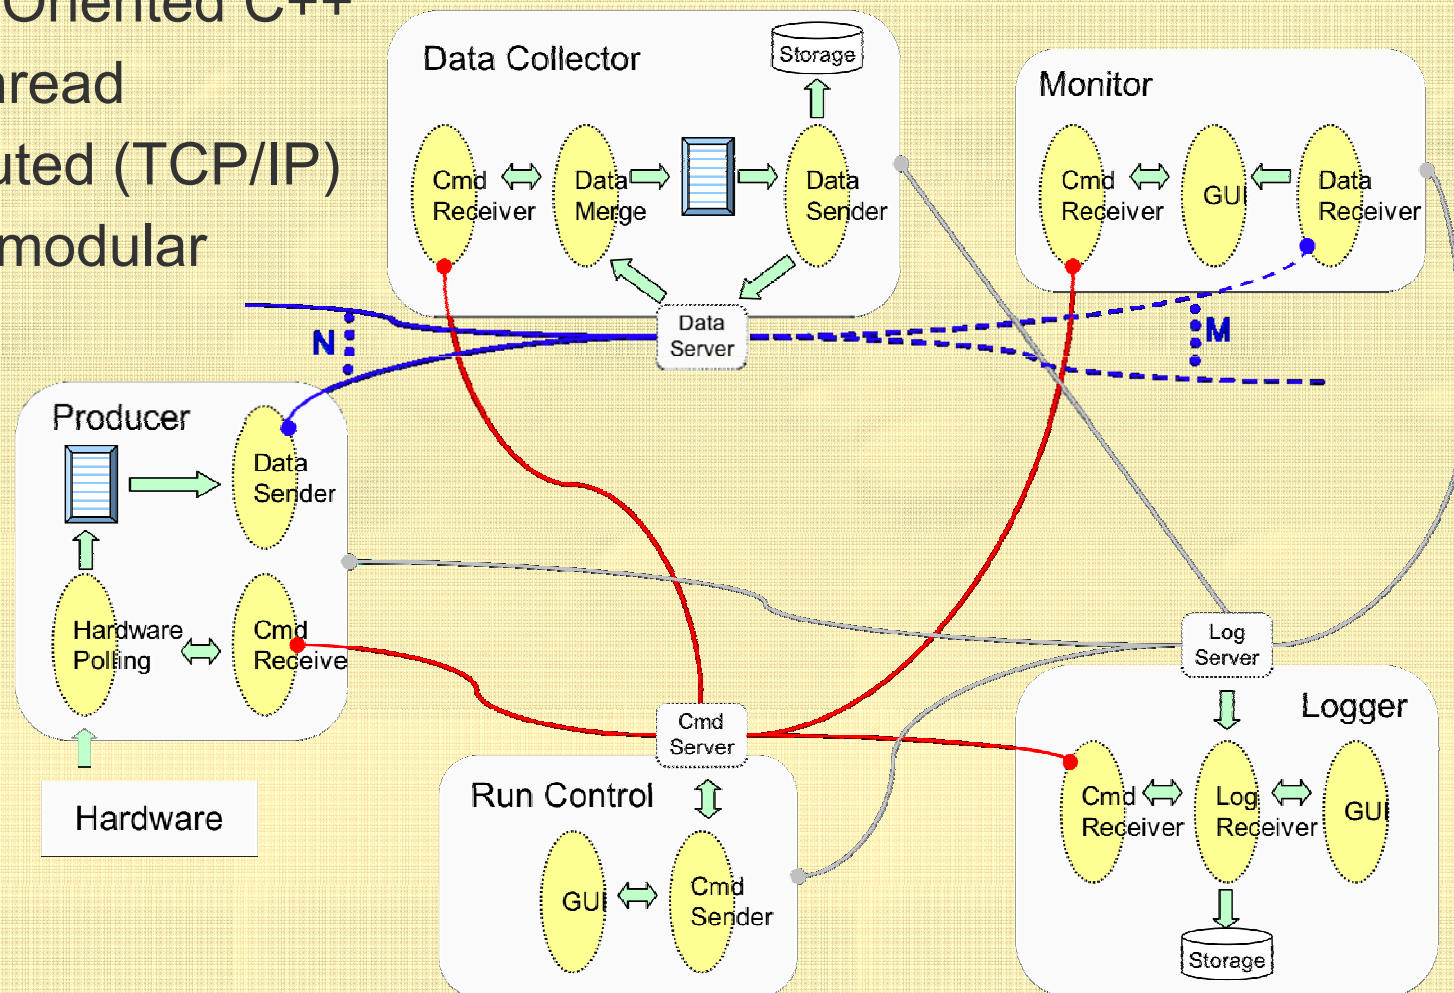 Oriented C++
Data Collector
Storage
Monitor
modular
(TCP/IP)
Cmd
Receiver
Data
Merge
Data
Sender
Cmd
Receiver
GUI
Data
Receiver
Data
Server
N
M
Producer
Data
Sender
Hardware
Polling
Cmd
Receive
Hardware
Cmd
Server
Run Control
GUI
Cmd
Sender
Log
Server
Logger
Cmd
Receiver
Log
Receiver
GUI
Storage